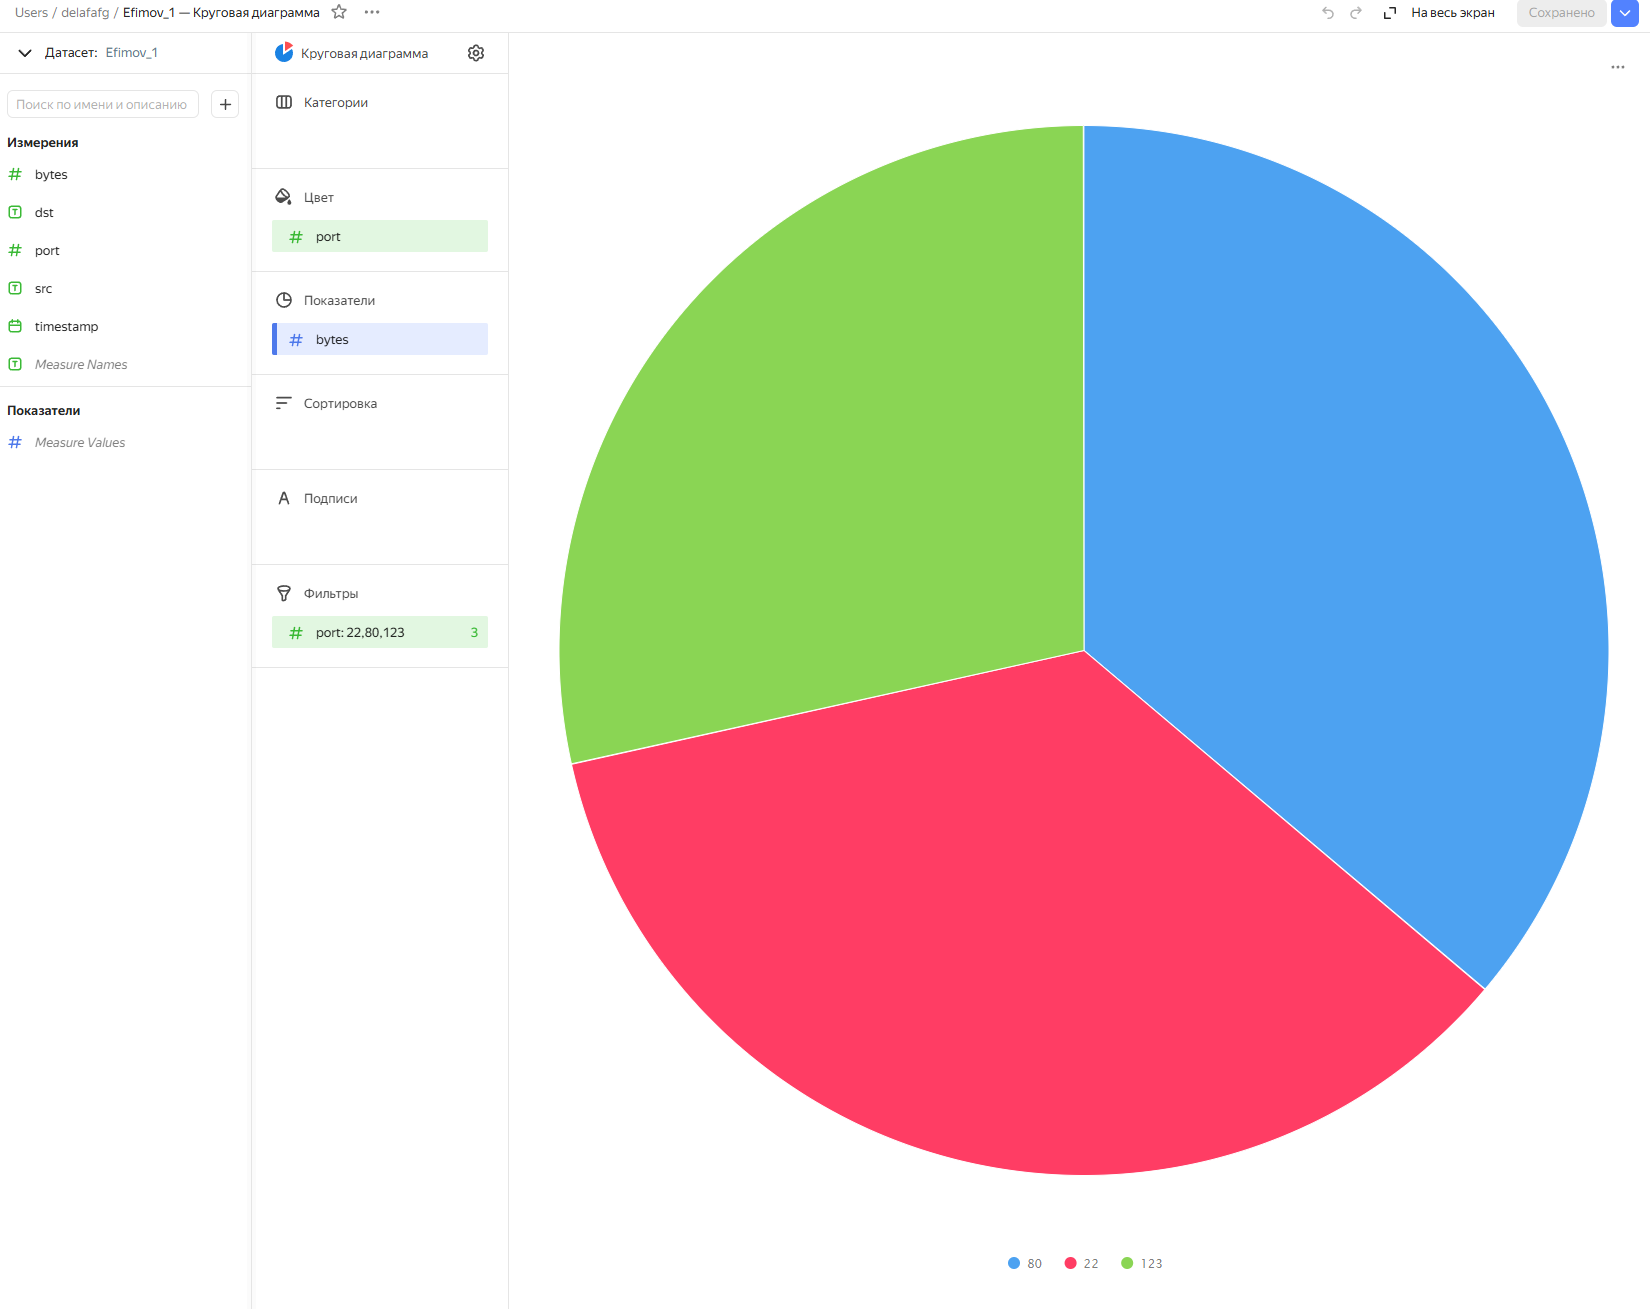 Users / delafafg / Efimov_1 — Круговая диаграмма
На весь экран
Сохранено
Датасет: Efimov_1
Поиск по имени и описанию
Измерения
bytes
dst
port
src
timestamp
Measure Names
Показатели
Measure Values
Круговая диаграмма
Категории
Цвет
port
Показатели
bytes
Сортировка
Подписи
Фильтры
port: 22,80,123 3
80 22 123